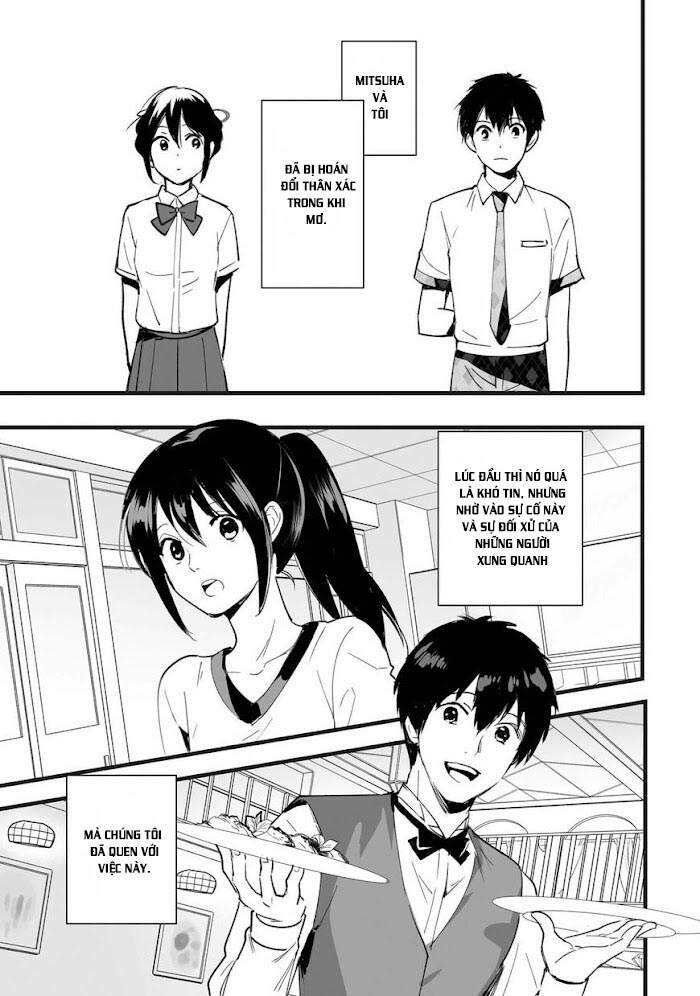 MITSUHA
VÀ
TÔI
ĐÃ BỊ HOÁN
ĐỔI THÂN XÁC
TRONG KHI
MƠ.
LÚC ĐẦU THÌ NÓ QUÁ
LÀ KHÓ TIN, NHƯNG
NHỜ VÀO SỰ CỐ NÀY
VÀ SỰ ĐỐI XỬ CỦA
NHỮNG NGƯỜI
XUNG QUANH
MÀ CHÚNG TÔI
ĐÃ QUEN VỚI
VIỆC NÀY.